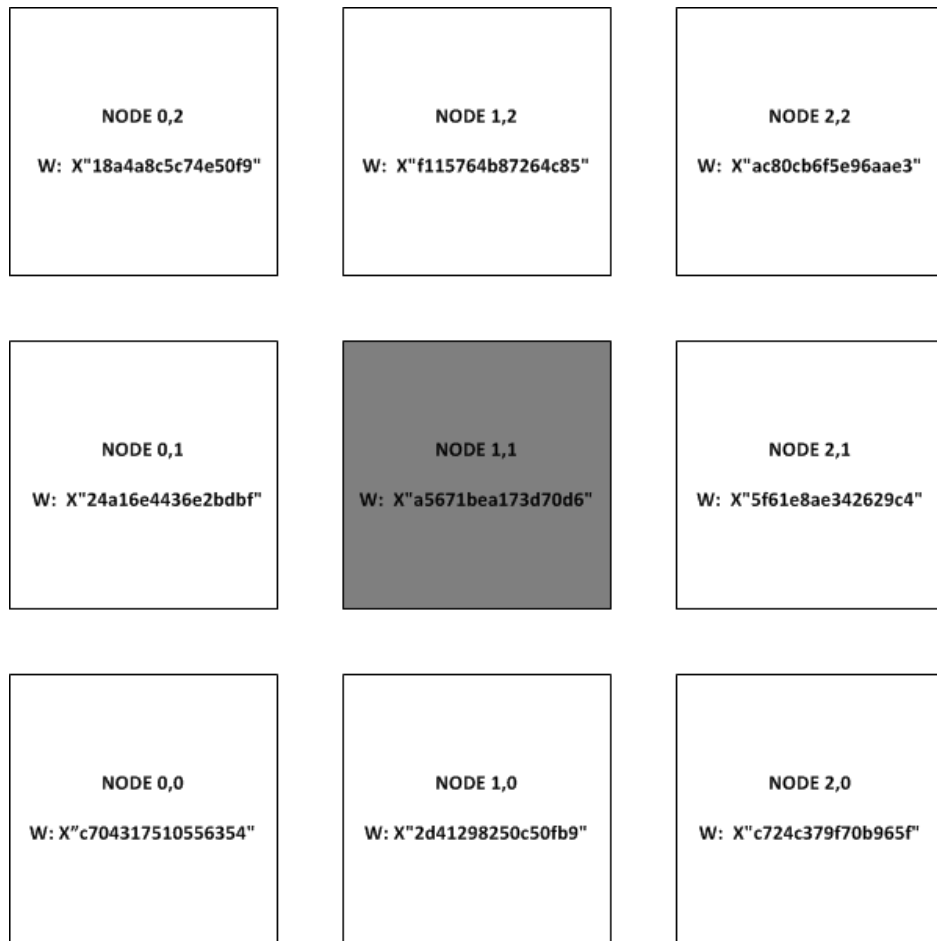 NODE 0,2
W: X"18a4a8c5c74e50f9"
NODE 1,2
W: X"f115764b87264c85"
NODE 2,2
W: X"ac80cb6f5e96aae3"
NODE 0,1
W: X"24a16e4436e2bdbf"
NODE 1,1
W: X"a5671bea173d70d6"
NODE 2,1
W: X"5f61e8ae342629c4"
NODE 0,0
W: X"c704317510556354"
NODE 1,0
W: X"2d41298250c50fb9"
NODE 2,0
W: X"c724c379f70b965f"